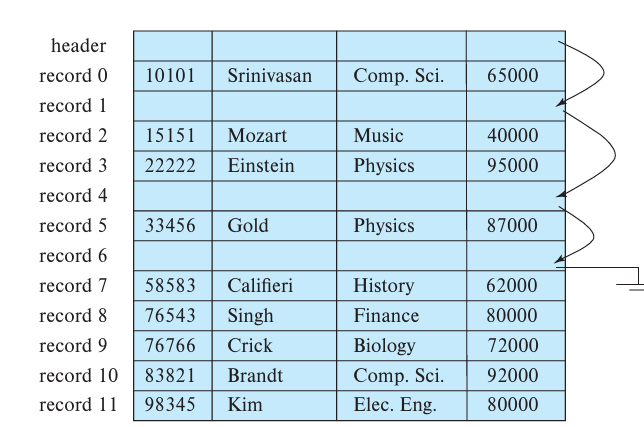 header
record 0 10101 Srinivasan Comp. Sci. 65000
record 1
record 2 15151 Mozart Music 40000
record 3 22222 Einstein Physics 95000
record 4
record 5 33456 Gold Physics 87000
record 6
record 7 58583 Califieri History 62000
record 8 76543 Singh Finance 80000
record 9 76766 Crick Biology 72000
record 10 83821 Brandt Comp. Sci. 92000
record 11 98345 Kim Elec. Eng. 80000